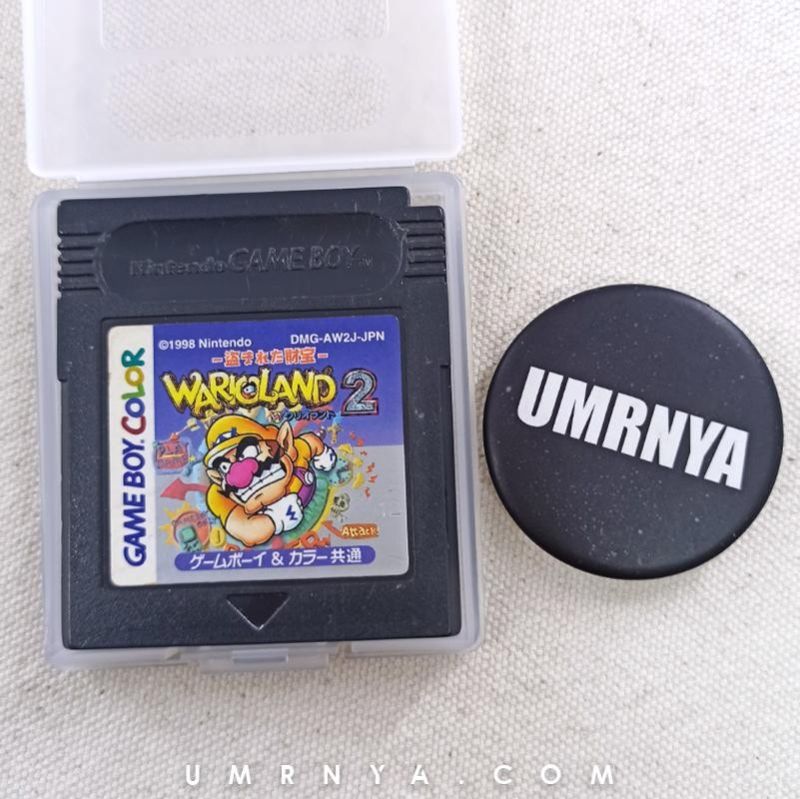 Nintendo GAME BOY TM
©1998 Nintendo DMG-AW2J-JPN
-盗まれた財宝-
WARIOLAND 2
ワリオランド
GAME BOY COLOR
Attack
ゲームボーイ & カラー共通
UMRNYA
UMRNYA.COM